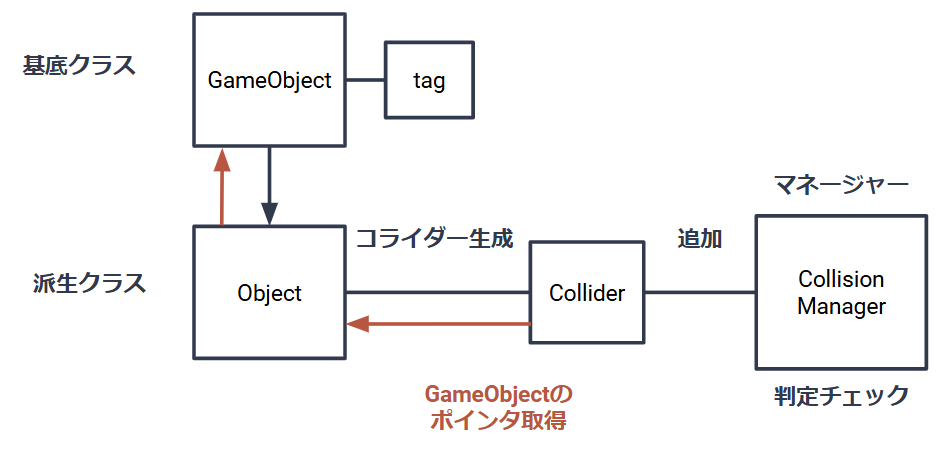 基底クラス
GameObject
tag
マネージャー
コライダー生成
追加
派生クラス
Object
Collider
Collision
Manager
GameObjectの
ポインタ取得
判定チェック